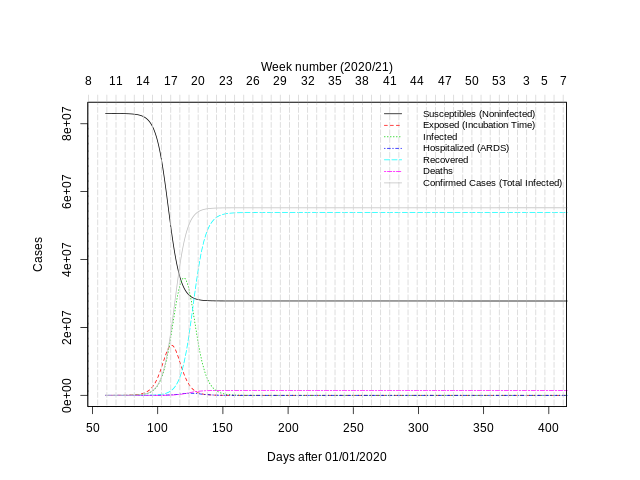 Week number (2020/21)
8 11 14 17 20 23 26 29 32 35 38 41 44 47 50 53 3 5 7
Susceptibles (Noninfected)
Exposed (Incubation Time)
Infected
Hospitalized (ARDS)
Recovered
Deaths
Confirmed Cases (Total Infected)
Cases
8e+07
6e+07
4e+07
2e+07
0e+00
50 100 150 200 250 300 350 400
Days after 01/01/2020